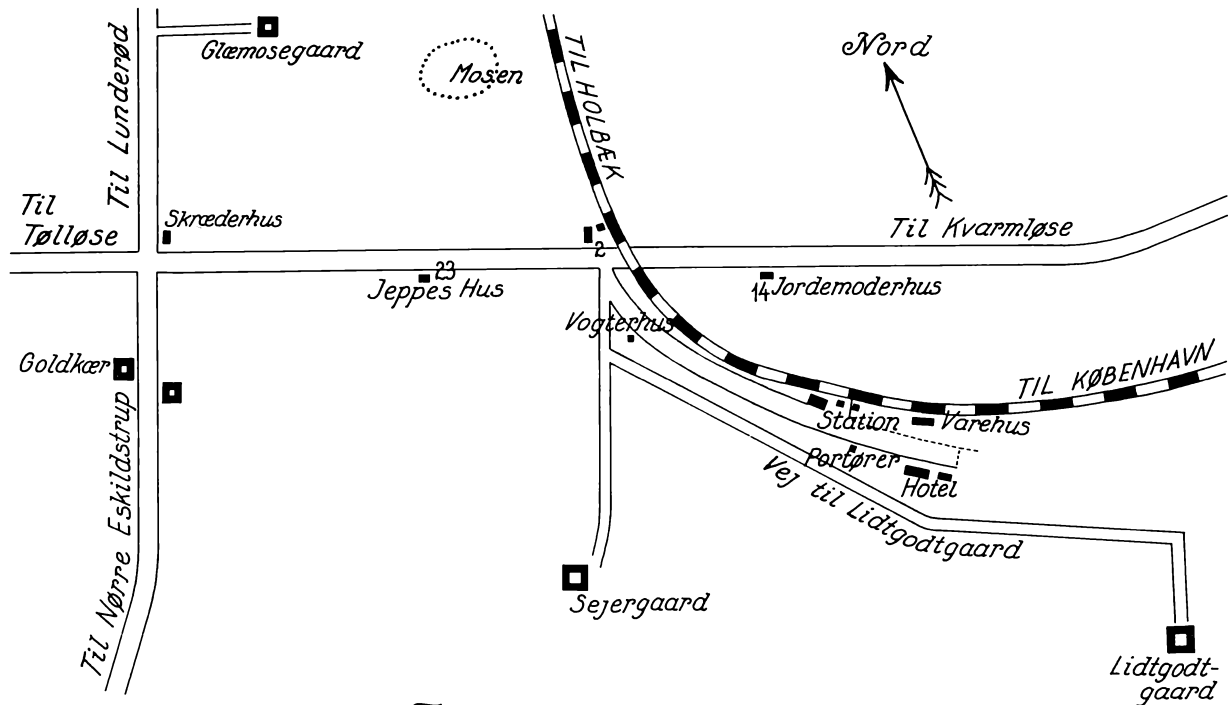 Til Lunderød
Glæmosegaard
Mosen
TIL HOLBÆK
Nord
Til
Tølløse
Skræderhus
2
Til Kvarmløse
23
Jeppes Hus
14 Jordemoderhus
Vogterhus
Goldkær
TIL KØBENHAVN
Station
Varehus
Portører
Hotel
Vej til Lidtgodtgaard
Til Nørre Eskildstrup
Sejergaard
Lidtgodt-
gaard